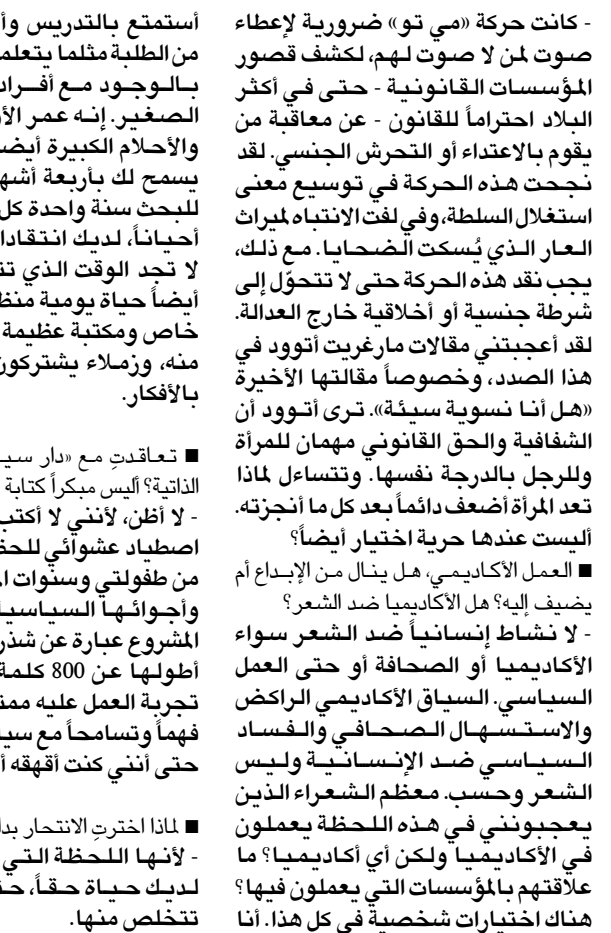 - كانت حركة «مي تو» ضرورية لإعطاء
صوت لمن لا صوت لهم، لكشف قصور
المؤسسات القانونية - حتى في أكثر
البلاد احتراماً للقانون - عن معاقبة من
يقوم بالاعتداء أو التحرش الجنسي. لقد
نجحت هذه الحركة في توسيع معنى
استغلال السلطة، وفي لفت الانتباه لميراث
العار الذي يُسكت الضحايا. مع ذلك،
يجب نقد هذه الحركة حتى لا تتحوّل إلى
شرطة جنسية أو أخلاقية خارج العدالة.
لقد أعجبتني مقالات مارغريت أتوود في
هذا الصدد، وخصوصاً مقالتها الأخيرة
«هل أنا نسوية سيئة». ترى أتوود أن
الشفافية والحق القانوني مهمان للمرأة
وللرجل بالدرجة نفسها. وتتساءل لماذا
تعد المرأة أضعف دائماً بعد كل ما أنجزته.
أليست عندها حرية اختيار أيضاً؟
■ العمل الأكاديمي، هل ينال من الإبداع أم
يضيف إليه؟ هل الأكاديميا ضد الشعر؟
- لا نشاط إنسانياً ضد الشعر سواء
الأكاديميا أو الصحافة أو حتى العمل
السياسي. السياق الأكاديمي الراكض
والاستسهال الصحافي والفساد
السياسي ضد الإنسانية وليس
الشعر وحسب. معظم الشعراء الذين
يعجبونني في هذه اللحظة يعملون
في الأكاديميا ولكن أي أكاديميا؟ ما
علاقتهم بالمؤسسات التي يعملون فيها؟
هناك اختيارات شخصية في كل هذا. أنا
أستمتع بالتدريس وأ
من الطلبة مثلما يتعلم
بالوجود مع أفراد
الصغير. إنه عمر الأ
والأحلام الكبيرة أيض
يسمح لك بأربعة أشه
للبحث سنة واحدة كل
أحياناً، لديك انتقادا
لا تجد الوقت الذي تن
أيضاً حياة يومية منظ
خاص ومكتبة عظيمة
منه، وزملاء يشتركون
بالأفكار.
■ تعاقدتِ مع «دار سي
الذاتية؟ أليس مبكراً كتابة
- لا أظن، لأنني لا أكتب
اصطياد عشوائي للحظ
من طفولتي وسنوات الم
وأجوائها السياسيا
المشروع عبارة عن شذر
أطولها عن 800 كلمة
تجربة العمل عليه ممت
فهماً وتسامحاً مع سي
حتى أنني كنت أقهقه أ
■ لماذا اخترتِ الانتحار بدا
- لأنها اللحظة التي
لديك حياة حقاً، حت
تتخلص منها.